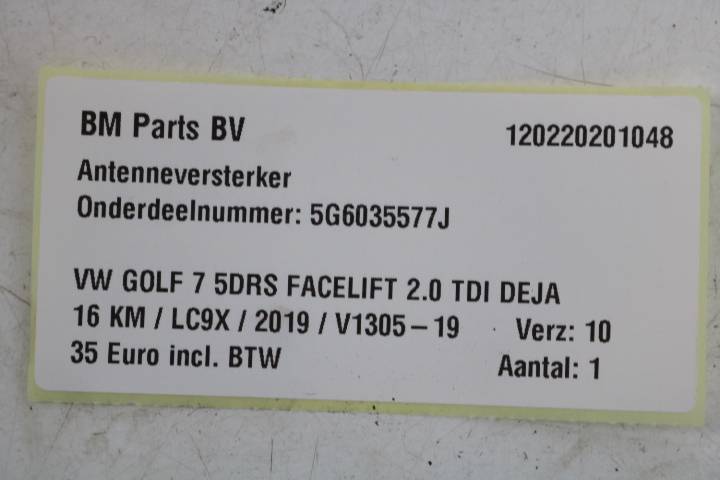 BM Parts BV 120220201048
Antenneversterker
Onderdeelnummer: 5G6035577J
VW GOLF 7 5DRS FACELIFT 2.0 TDI DEJA
16 KM / LC9X / 2019 / V1305-19 Verz: 10
35 Euro incl. BTW Aantal: 1